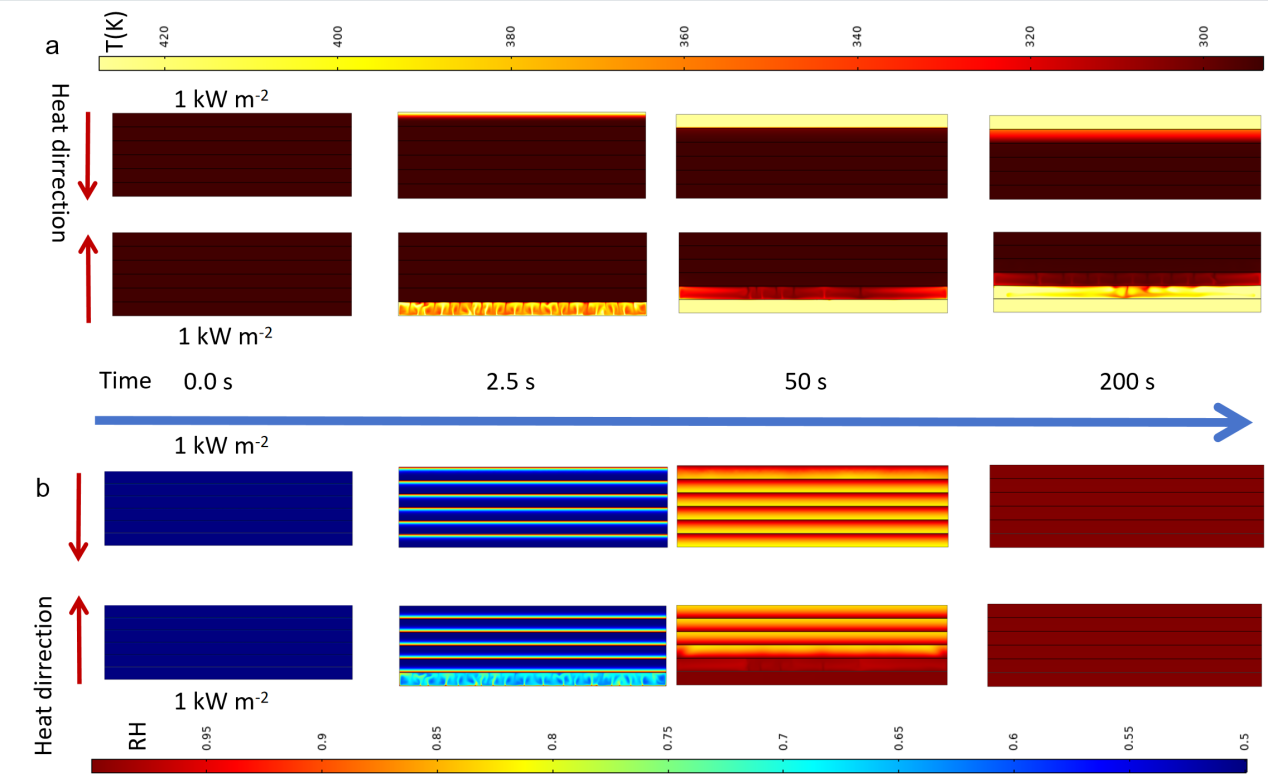 a
T(K)
420 400 380 360 340 320 300
1 kW m-2
Heat dirrection
1 kW m-2
Time 0.0 s 2.5 s 50 s 200 s
1 kW m-2
b
Heat dirrection
1 kW m-2
RH
0.95 0.9 0.85 0.8 0.75 0.7 0.65 0.6 0.55 0.5